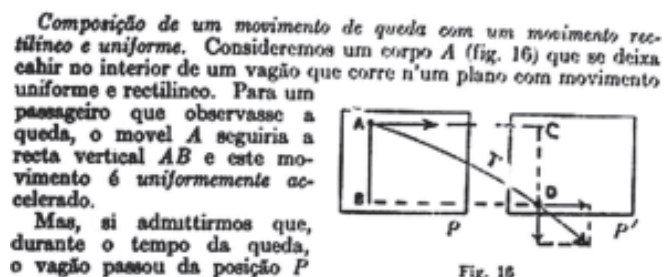 Composição de um movimento de queda com um movimento rec-
tilíneo e uniforme. Consideremos um corpo A (fig. 16) que se deixa
cahir no interior de um vagão que corre n'um plano com movimento
uniforme e rectilineo. Para um
passageiro que observasse a
queda, o movel A seguiria a
recta vertical AB e este mo-
vimento é uniformemente ac-
celerado.
Mas, si admittirmos que,
durante o tempo da queda,
o vagão passou da posição P
A
C
T
B
D
P
P'
Fig. 16